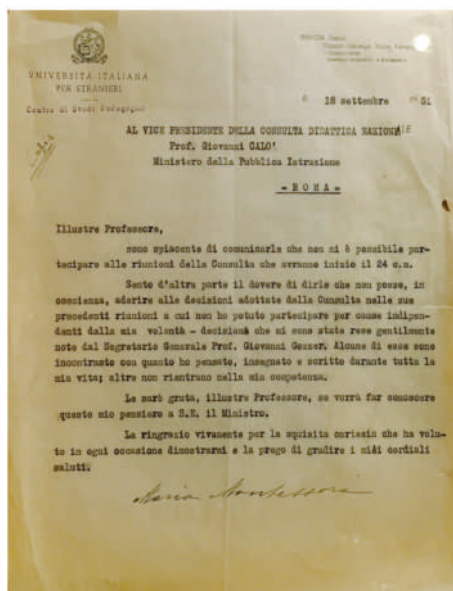 UNIVERSITÀ ITALIANA
PER STRANIERI
Centro di Studi Pedagogici
18 settembre 51
AL VICE PRESIDENTE DELLA CONSULTA DIDATTICA NAZIONALE
Prof. Giovanni CALO'
Ministero della Pubblica Istruzione
= ROMA =
Illustre Professore,
sono spiacente di comunicarLe che non mi è possibile par-
tecipare alle riunioni della Consulta che avranno inizio il 24 c.m.
Sento d'altra parte il dovere di dirLe che non posso, in
coscienza, aderire alle decisioni adottate dalla Consulta nelle sue
precedenti riunioni a cui non ho potuto partecipare per cause indipen-
denti dalla mia volontà - decisioni che mi sono state rese gentilmente
note dal Segretario Generale Prof. Giovanni Gozzer. Alcune di esse sono
incontrasto con quanto ho pensato, insegnato e scritto durante tutta la
mia vita; altre non rientrano nella mia competenza.
Le sarò grata, illustre Professore, se vorrà far conoscere
questo mio pensiero a S.E. il Ministro.
La ringrazio vivamente per la squisita cortesia che ha volu-
to in ogni occasione dimostrarmi e la prego di gradire i miei cordiali
saluti.
Maria Montessori